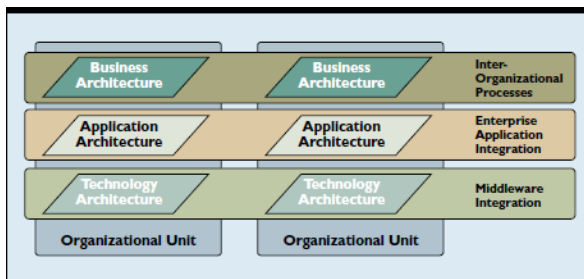 Business
Architecture
Business
Architecture
Inter-
Organizational
Processes
Application
Architecture
Application
Architecture
Enterprise
Application
Integration
Technology
Architecture
Technology
Architecture
Middleware
Integration
Organizational Unit
Organizational Unit